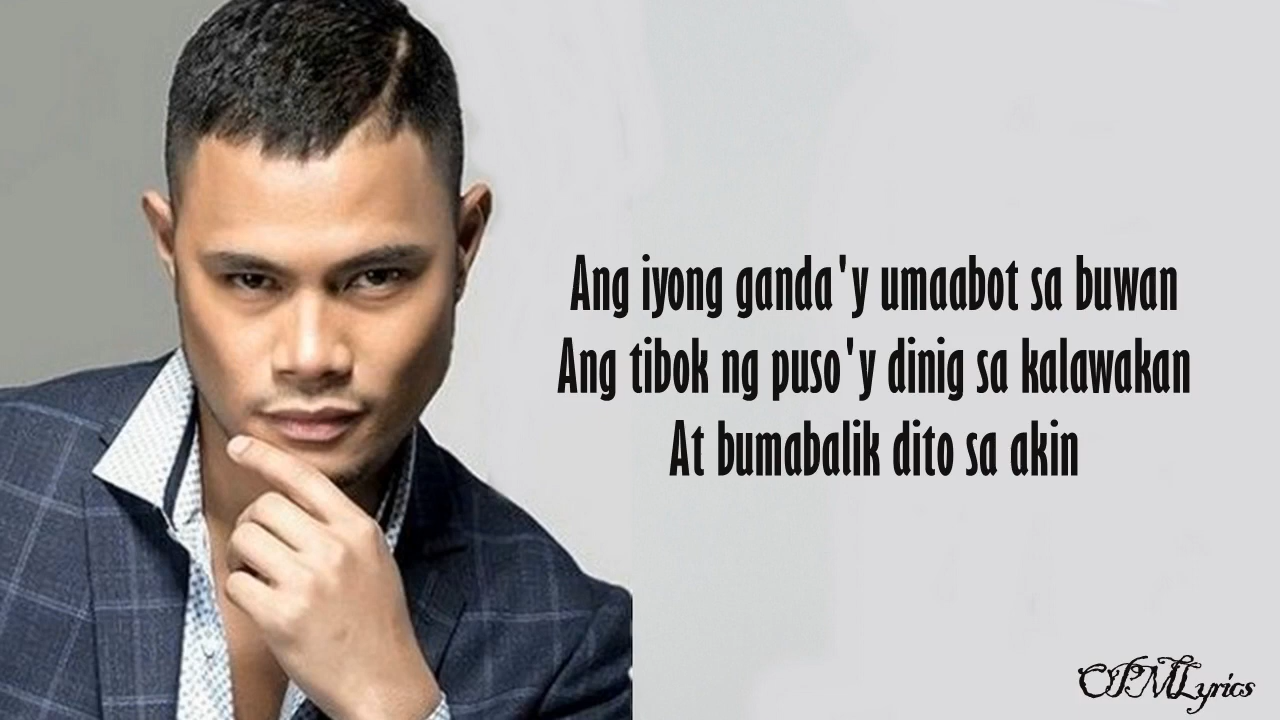 Ang iyong ganda'y umaabot sa buwan
Ang tibok ng puso'y dinig sa kalawakan
At bumabalik dito sa akin
OPMLyrics